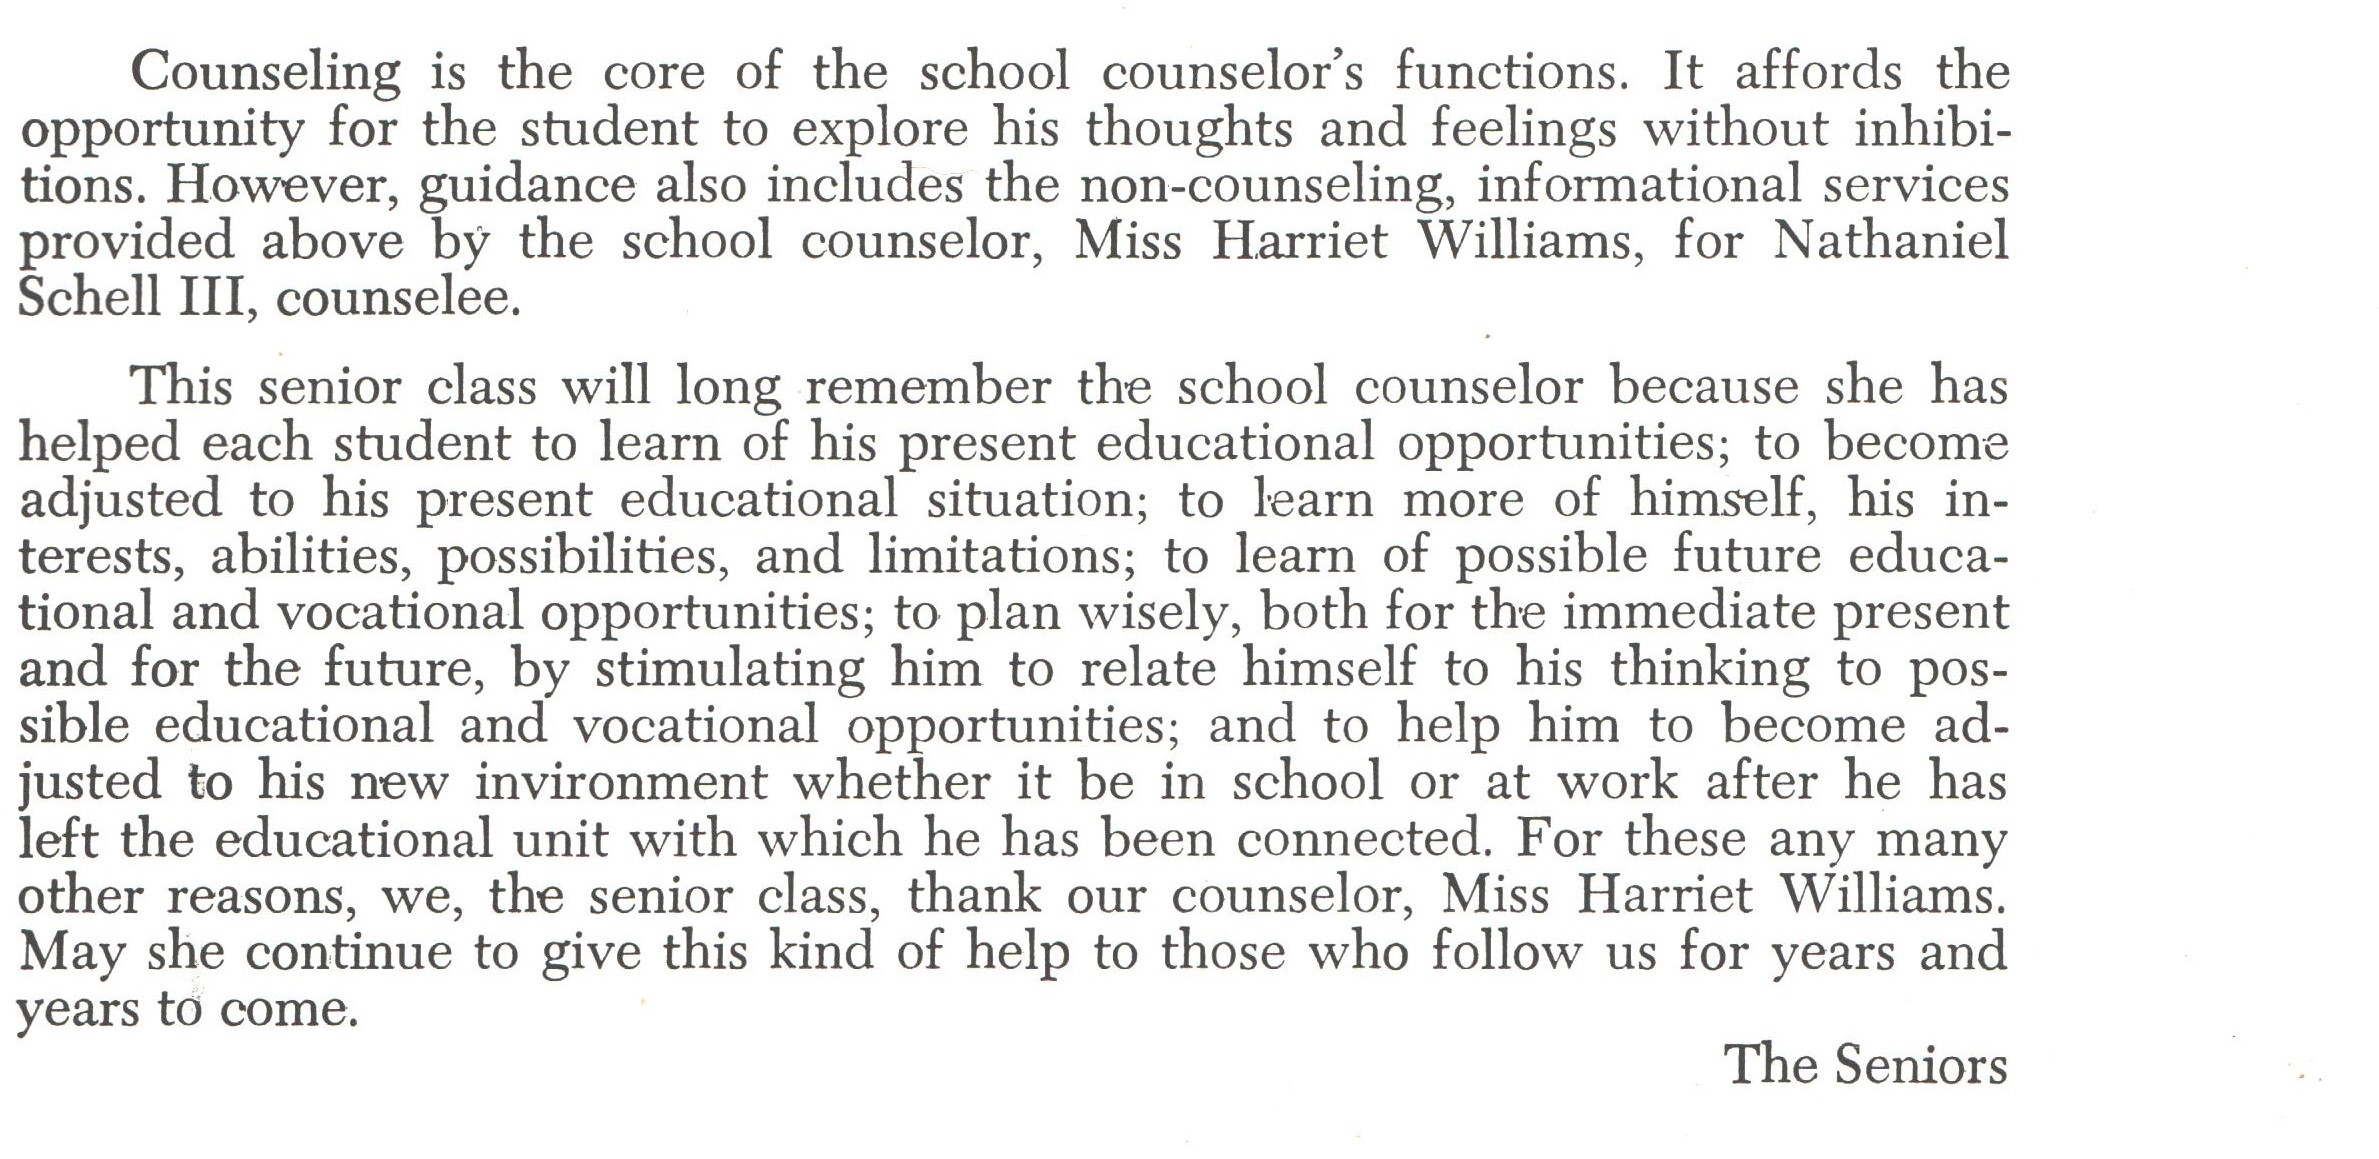 Counseling is the core of the school counselor's functions. It affords the
opportunity for the student to explore his thoughts and feelings without inhibi-
tions. However, guidance also includes the non-counseling, informational services
provided above by the school counselor, Miss Harriet Williams, for Nathaniel
Schell III, counselee.
This senior class will long remember the school counselor because she has
helped each student to learn of his present educational opportunities; to become
adjusted to his present educational situation; to learn more of himself, his in-
terests, abilities, possibilities, and limitations; to learn of possible future educa-
tional and vocational opportunities; to plan wisely, both for the immediate present
and for the future, by stimulating him to relate himself to his thinking to pos-
sible educational and vocational opportunities; and to help him to become ad-
justed to his new invironment whether it be in school or at work after he has
left the educational unit with which he has been connected. For these any many
other reasons, we, the senior class, thank our counselor, Miss Harriet Williams.
May she continue to give this kind of help to those who follow us for years and
years to come.
The Seniors